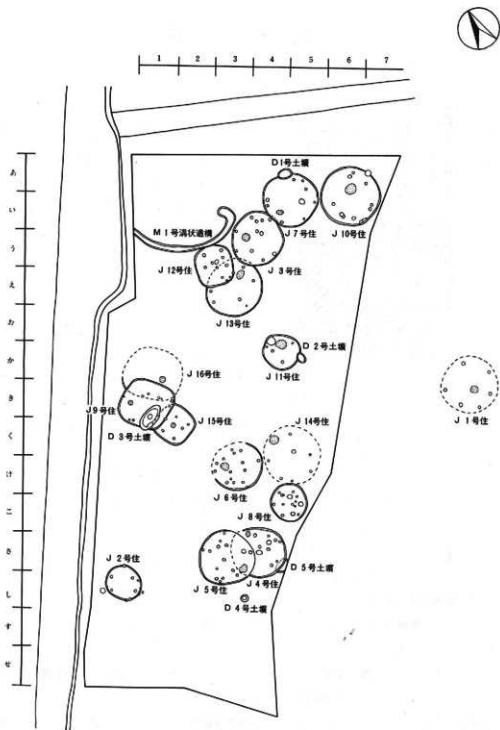 1 2 3 4 5 6 7
あ
い
う
え
お
か
き
く
け
こ
さ
し
す
せ
D1号土壙
M1号溝状遺構
J7号住
J10号住
J3号住
J12号住
J13号住
D2号土壙
J11号住
J16号住
J9号住
J15号住
D3号土壙
J1号住
J14号住
J6号住
J8号住
J2号住
J5号住
J4号住
D5号土壙
D4号土壙